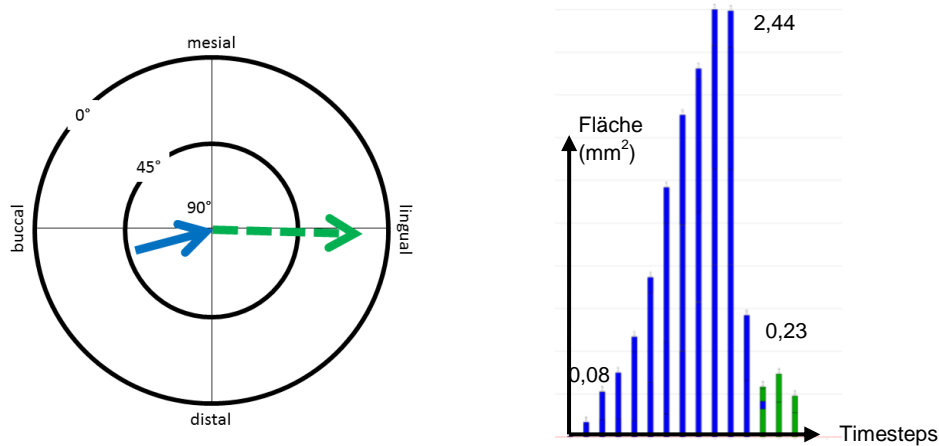 mesial
0°
45°
90°
buccal
lingual
distal
2,44
Fläche
(mm²)
0,23
0,08
Timesteps